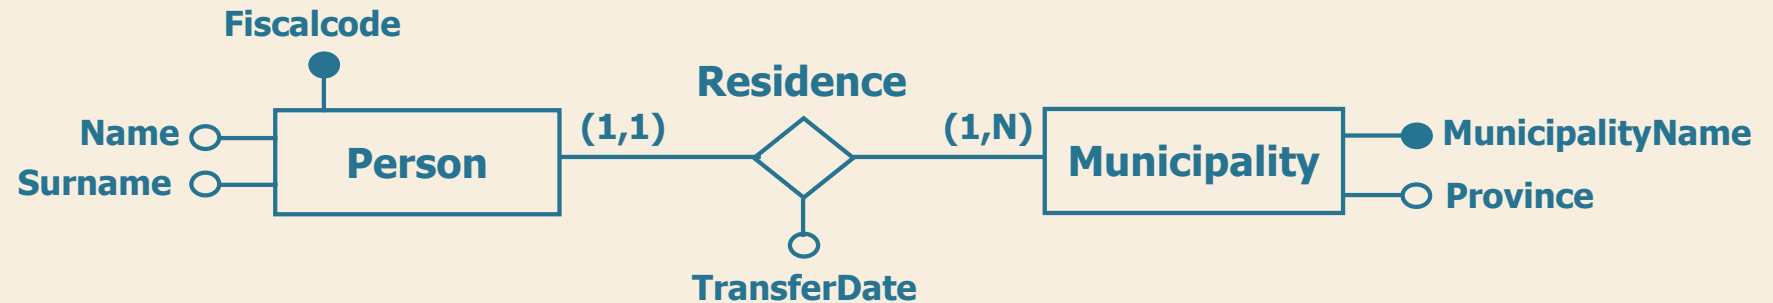 Fiscalcode
Residence
Name
(1,1)
(1,N)
MunicipalityName
Person
Municipality
Surname
Province
TransferDate